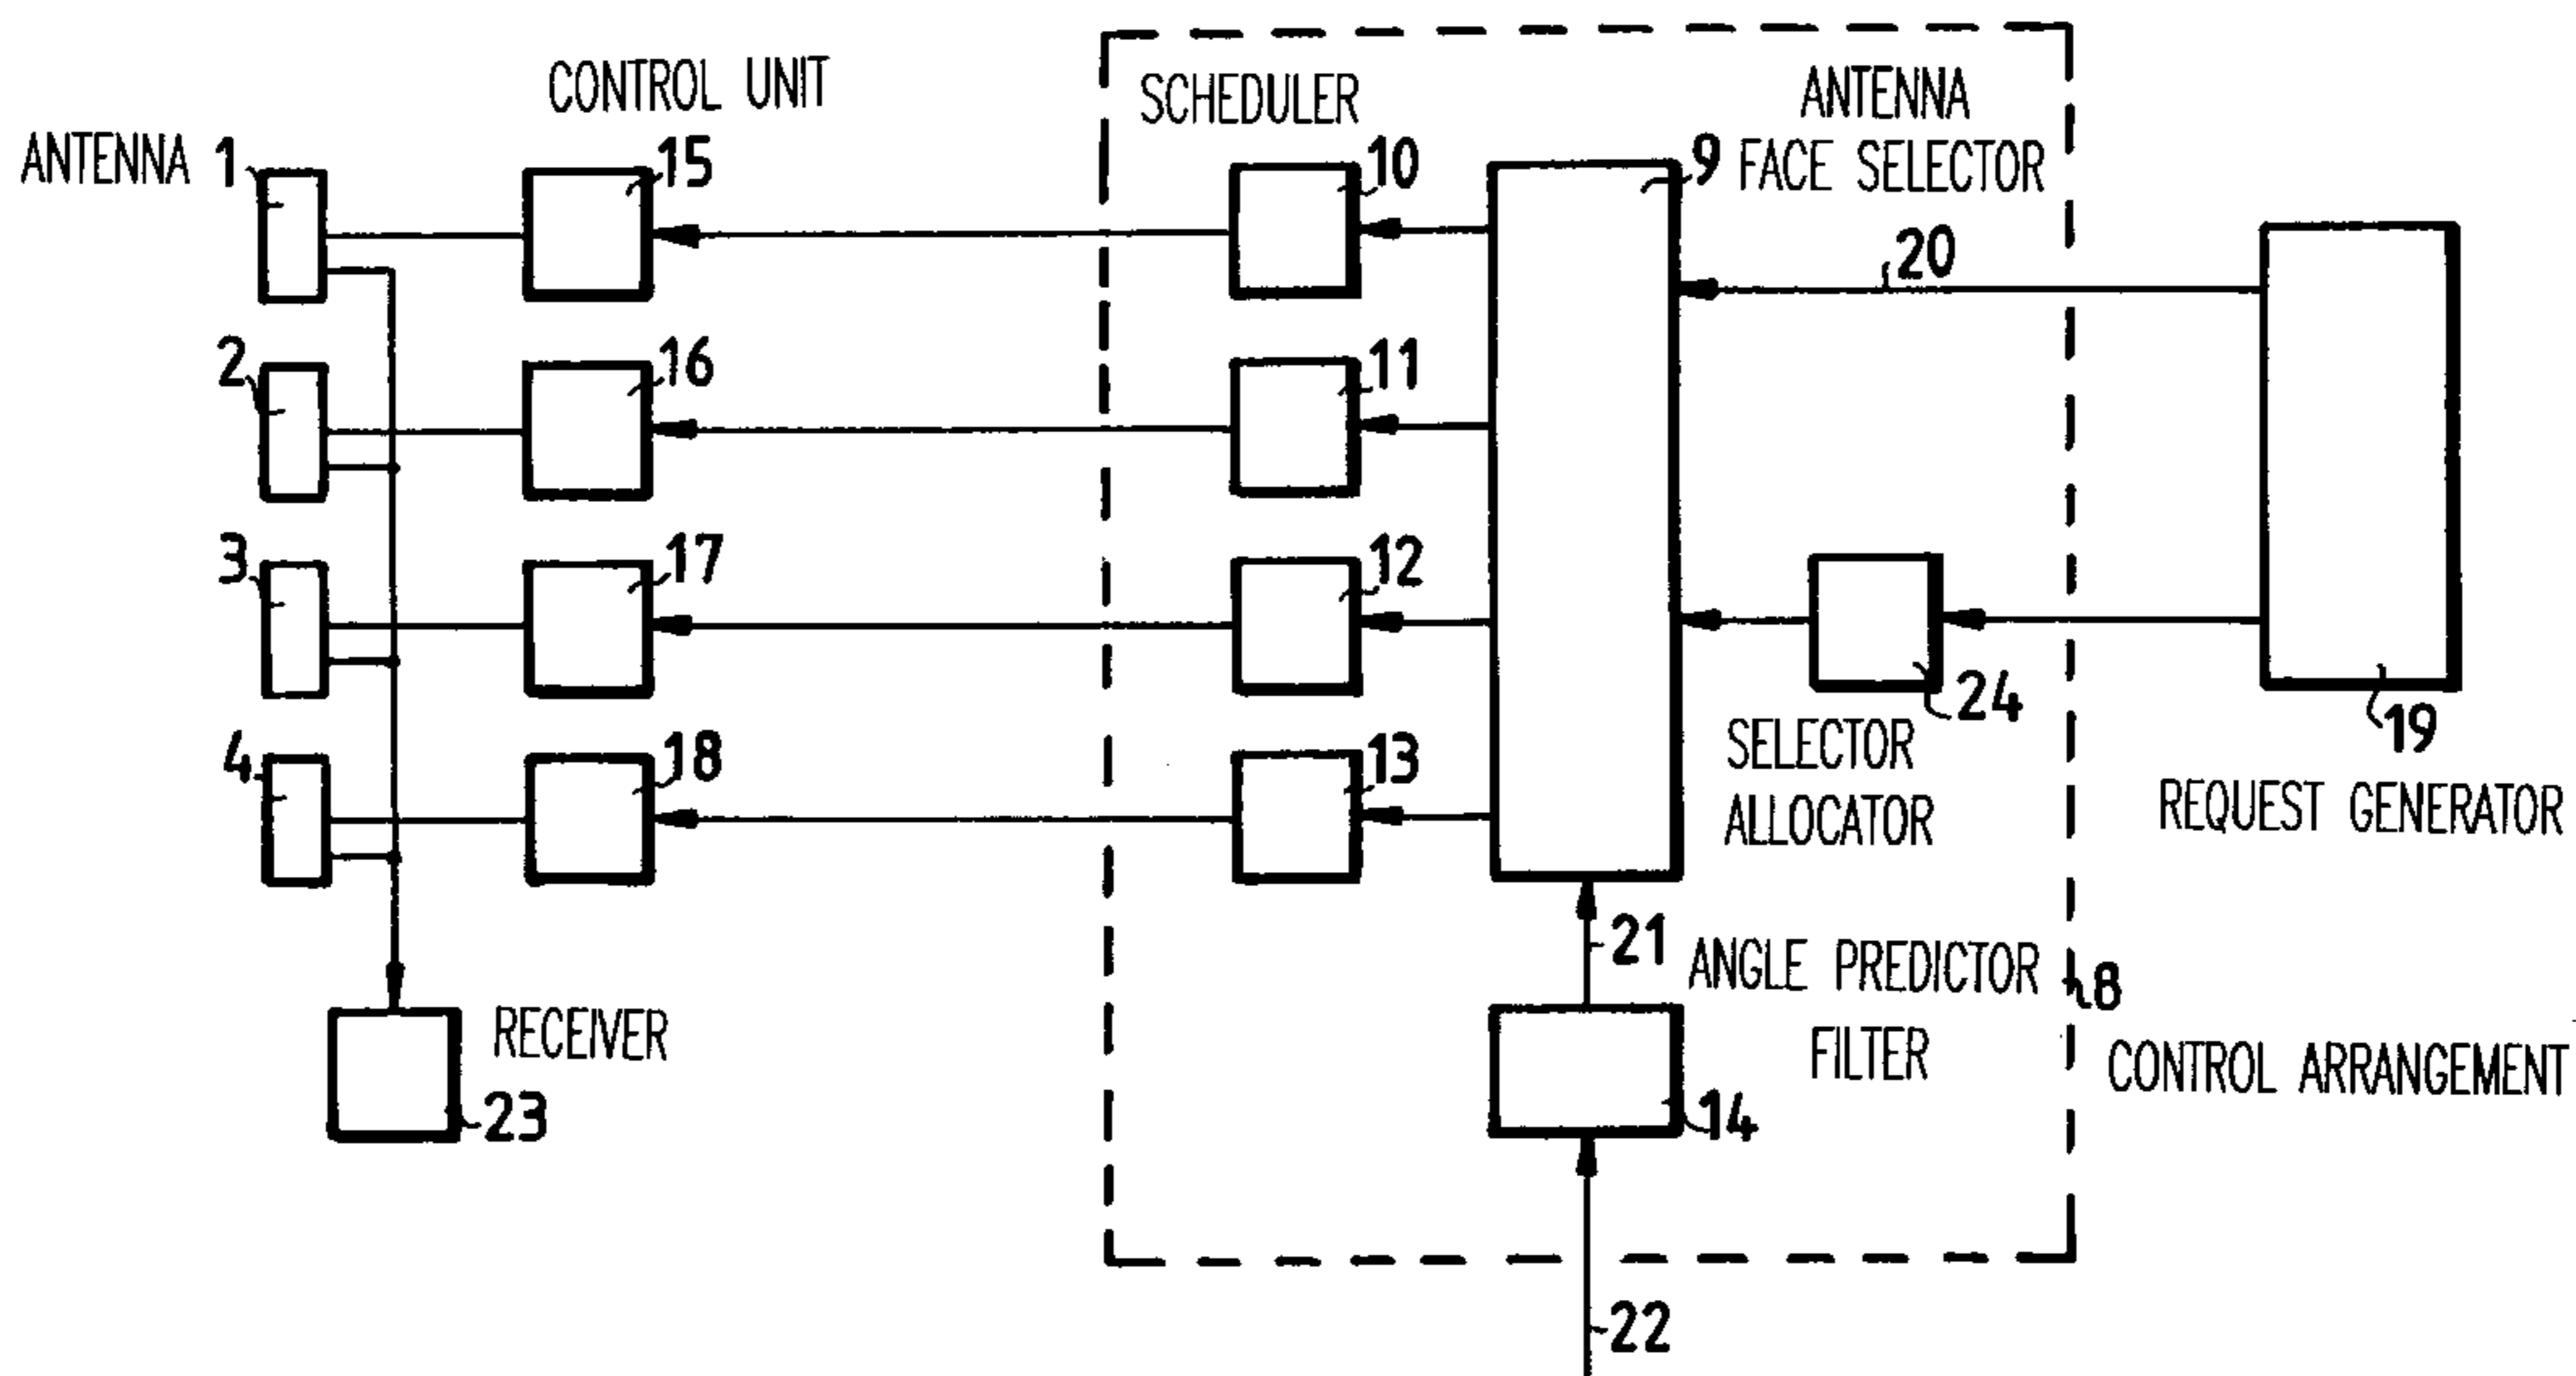 CONTROL UNIT
SCHEDULER
ANTENNA
FACE SELECTOR
ANTENNA 1
15
10
9
20
2
16
11
3
17
12
24
19
4
18
13
SELECTOR
ALLOCATOR
REQUEST GENERATOR
21
ANGLE PREDICTOR
FILTER
8
CONTROL ARRANGEMENT
RECEIVER
23
14
22